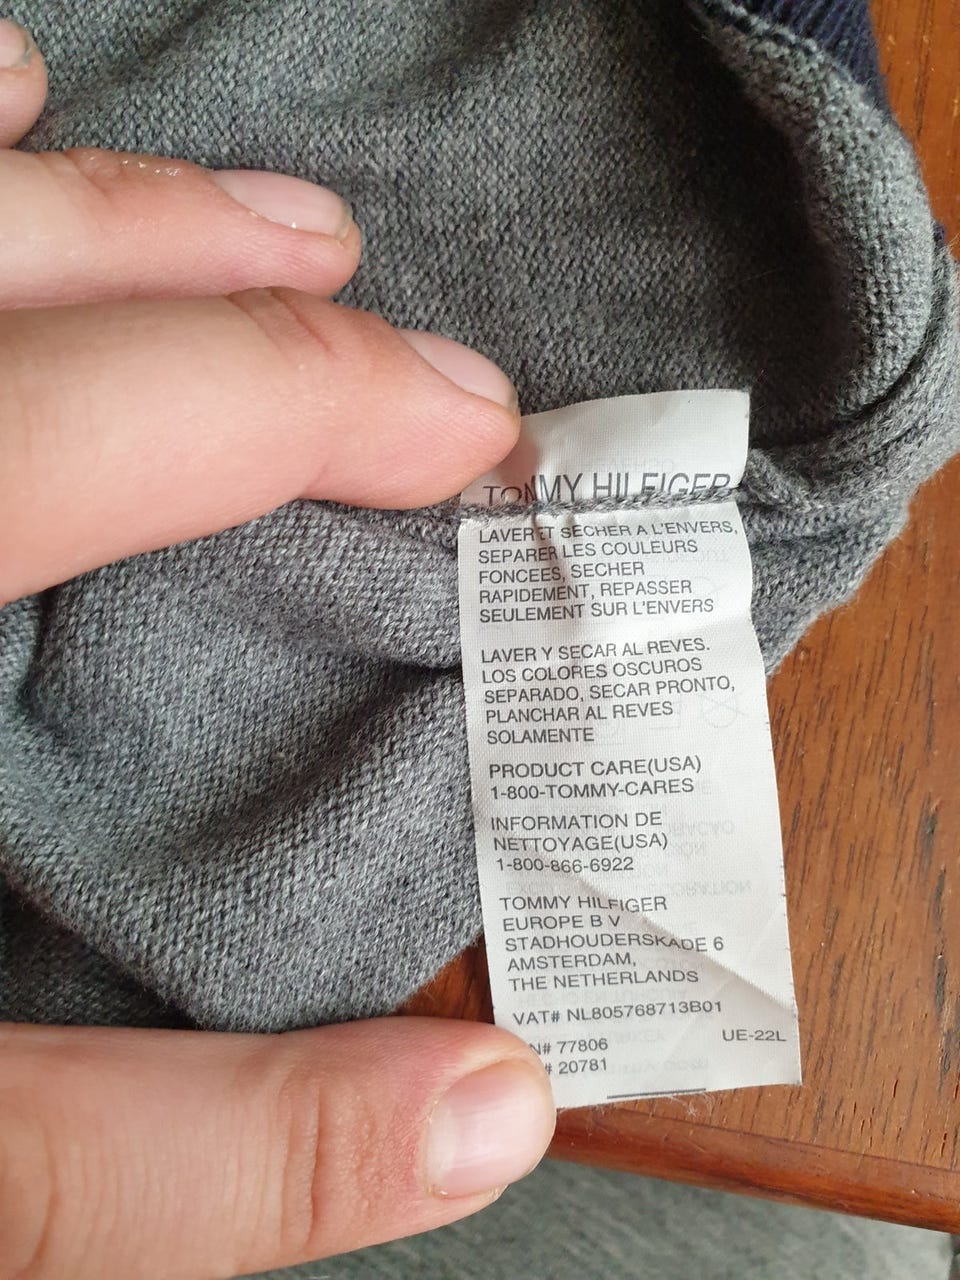 TOMMY HILFIGER
LAVER ET SECHER A L'ENVERS,
SEPARER LES COULEURS
FONCEES, SECHER
RAPIDEMENT, REPASSER
SEULEMENT SUR L'ENVERS
LAVER Y SECAR AL REVES.
LOS COLORES OSCUROS
SEPARADO, SECAR PRONTO,
PLANCHAR AL REVES
SOLAMENTE
PRODUCT CARE(USA)
1-800-TOMMY-CARES
INFORMATION DE
NETTOYAGE(USA)
1-800-866-6922
TOMMY HILFIGER
EUROPE B V
STADHOUDERSKADE 6
AMSTERDAM,
THE NETHERLANDS
VAT# NL805768713B01
N# 77806 UE-22L
# 20781